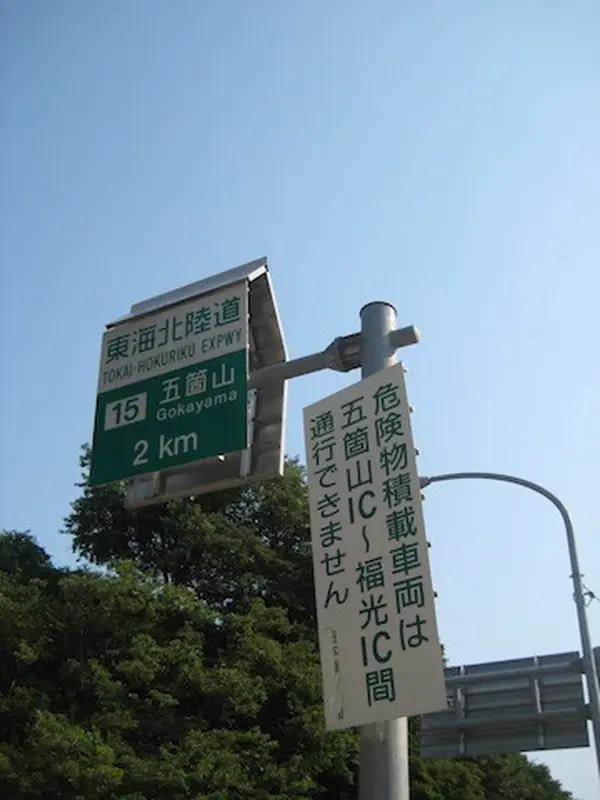 東海北陸道
TOKAI-HOKURIKU EXPWY
15
五箇山
Gokayama
2 km
危険物積載車両は
五箇山IC～福光IC間
通行できません